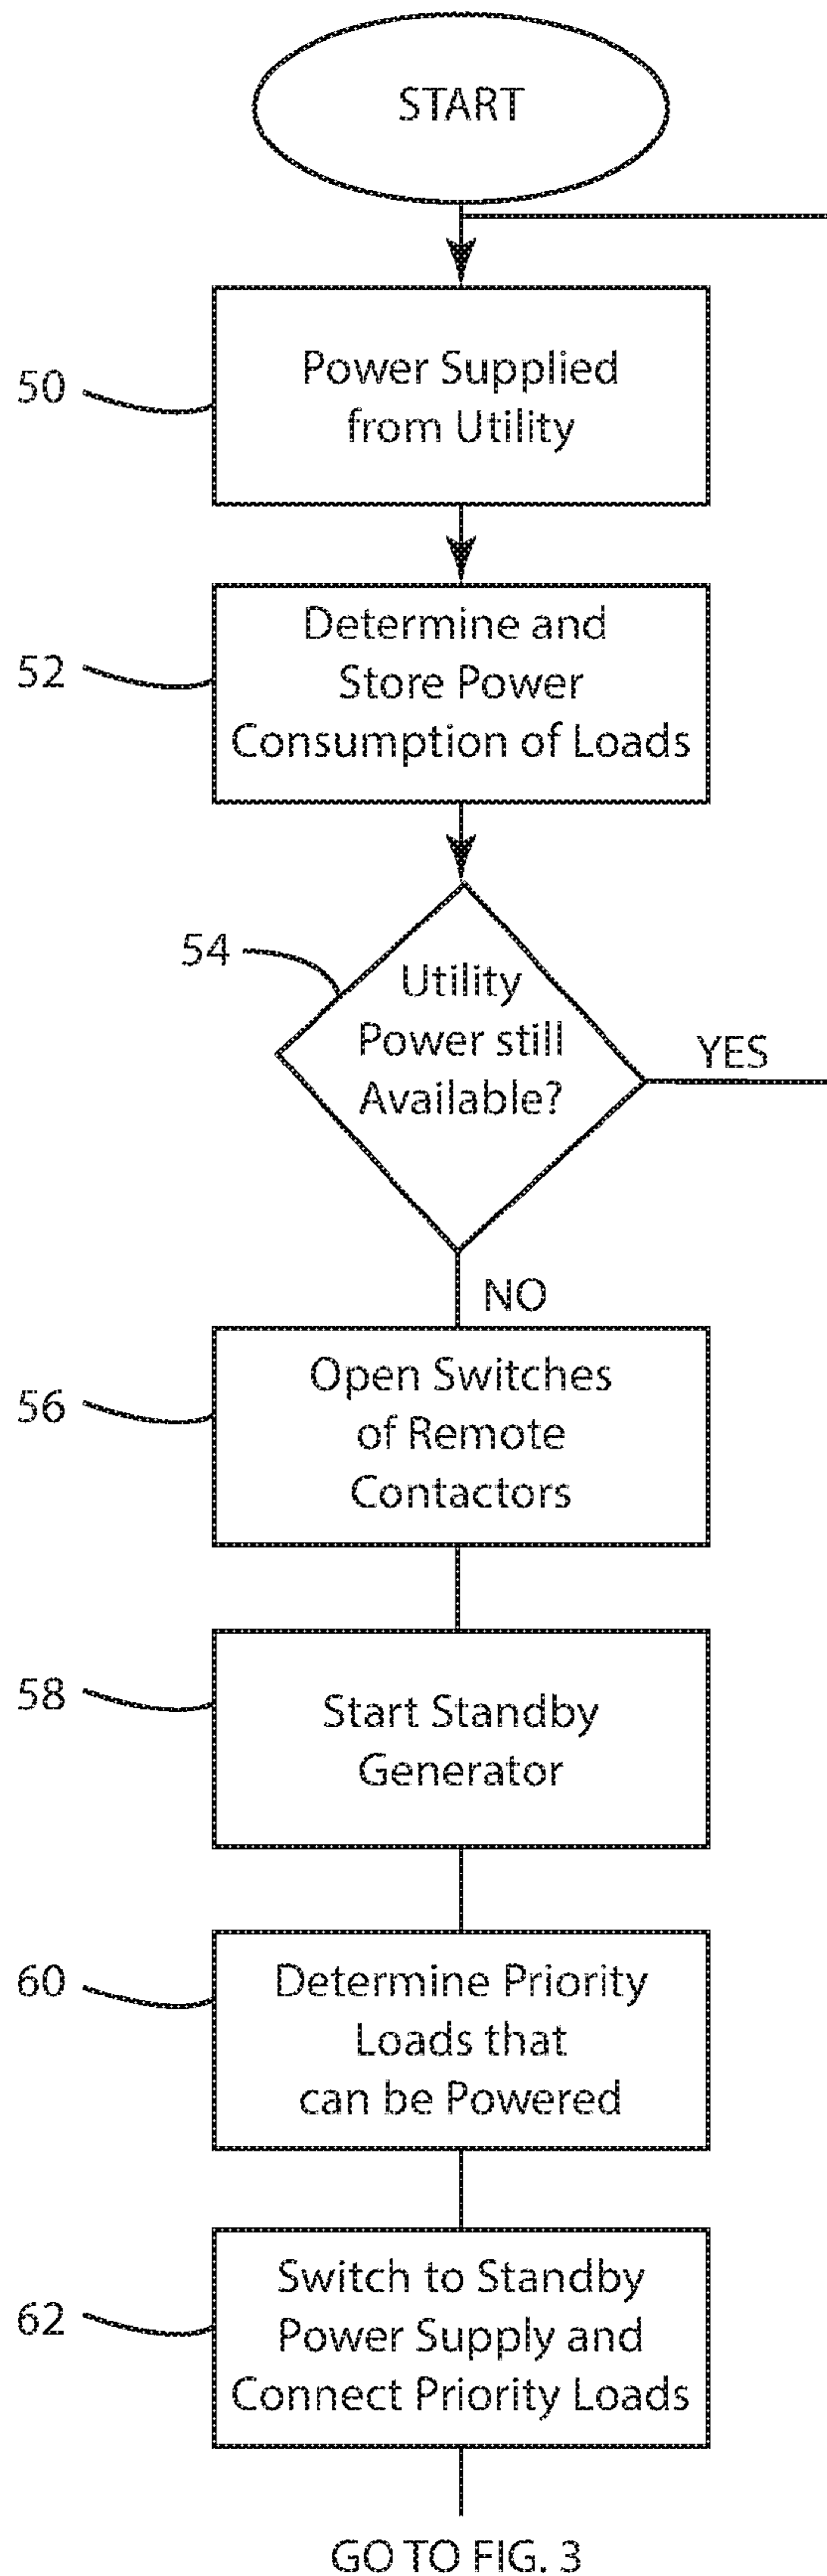 START
50
Power Supplied
from Utility
52
Determine and
Store Power
Consumption of Loads
54
Utility
Power still
Available?
YES
NO
56
Open Switches
of Remote
Contactors
58
Start Standby
Generator
60
Determine Priority
Loads that
can be Powered
62
Switch to Standby
Power Supply and
Connect Priority Loads
GO TO FIG. 3